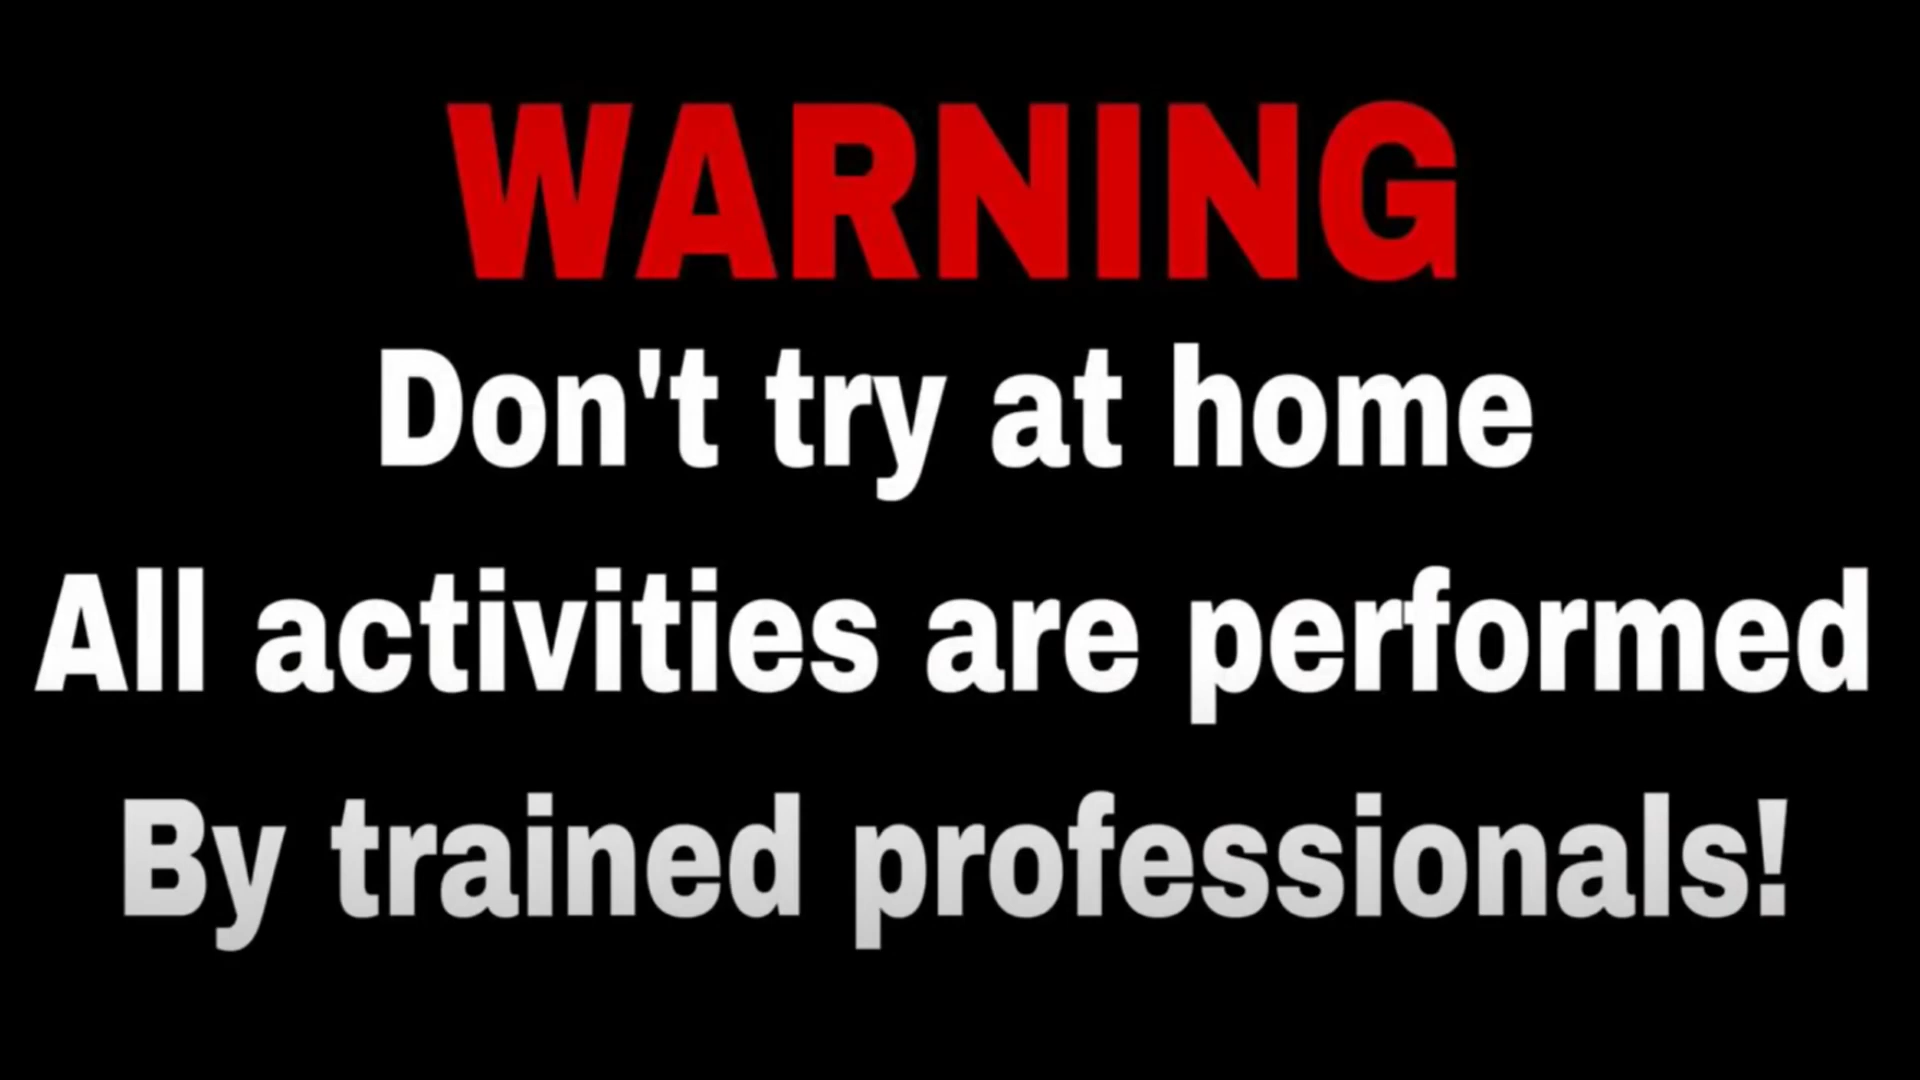 WARNING
Don't try at home
All activities are performed
By trained professionals!